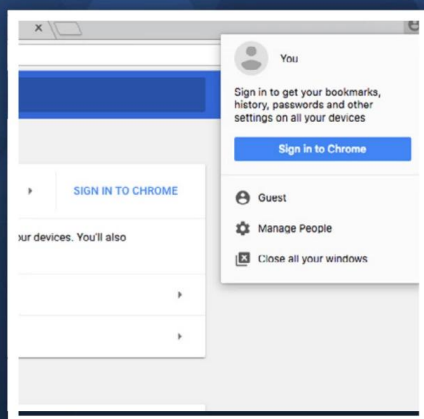 You
Sign in to get your bookmarks,
history, passwords and other
settings on all your devices
Sign in to Chrome
SIGN IN TO CHROME
Guest
Manage People
our devices. You'll also
Close all your windows